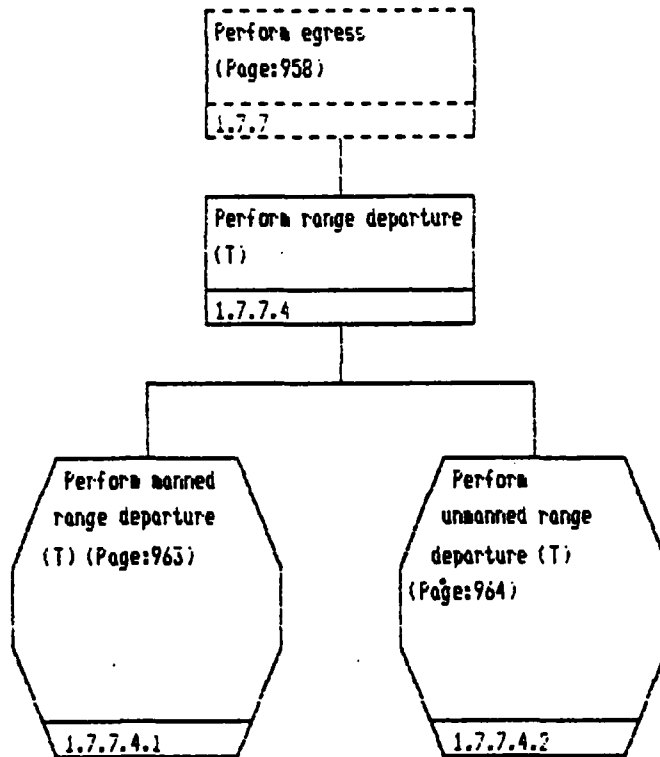 Perform egress
(Page:958)
1.7.7
Perform range departure
(T)
1.7.7.4
Perform manned
range departure
(T) (Page:963)
1.7.7.4.1
Perform
unmanned range
departure (T)
(Page:964)
1.7.7.4.2